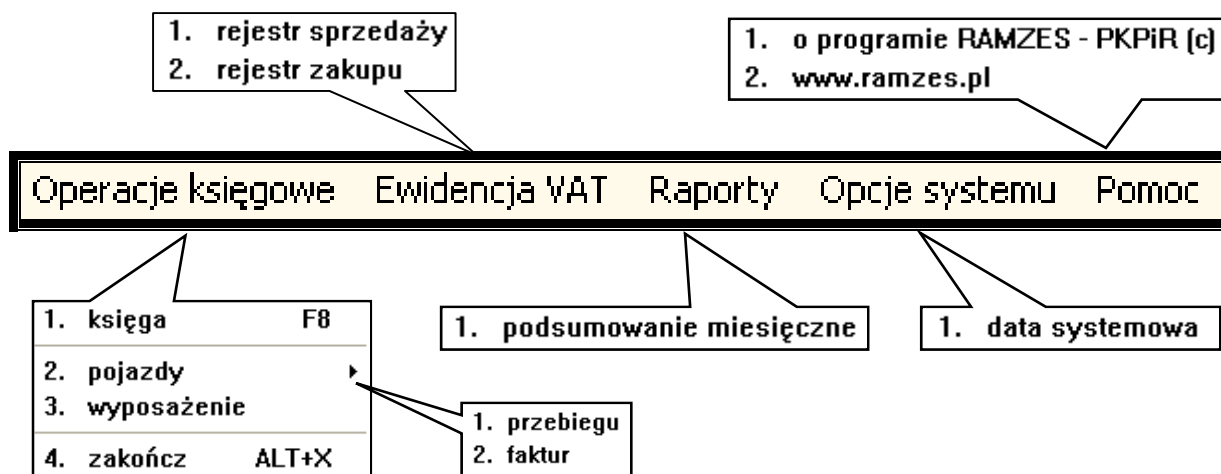 1. rejestr sprzedaży
2. rejestr zakupu
1. o programie RAMZES - PKPiR (c)
2. www.ramzes.pl
Operacje księgowe Ewidencja VAT Raporty Opcje systemu Pomoc
1. księga F8
2. pojazdy
3. wyposażenie
4. zakończ ALT+X
1. przebiegu
2. faktur
1. podsumowanie miesięczne
1. data systemowa